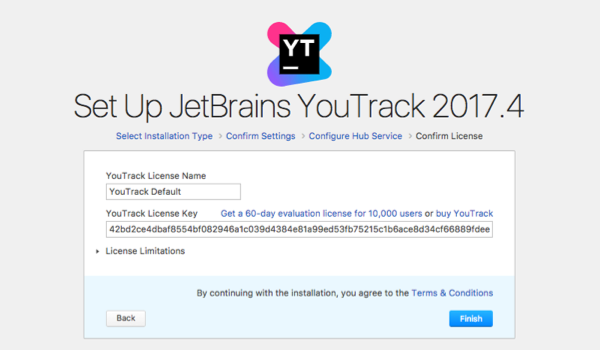 YT
Set Up JetBrains YouTrack 2017.4
Select Installation Type > Confirm Settings > Configure Hub Service > Confirm License
YouTrack License Name
YouTrack Default
YouTrack License Key Get a 60-day evaluation license for 10,000 users or buy YouTrack
42bd2ce4dbaf8554bf082946a1c039d4384e81a99ed53fb75215c1b6ace8d34cf66889fdee
License Limitations
By continuing with the installation, you agree to the Terms & Conditions
Back Finish